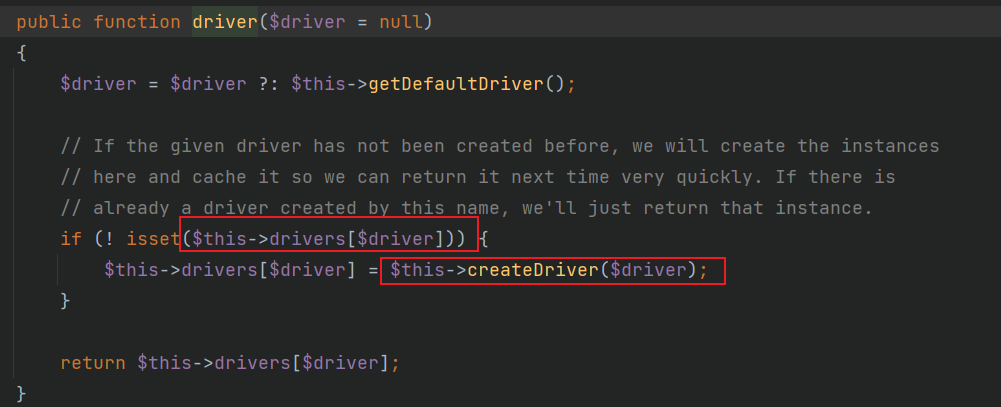 public function driver($driver = null)
{
    $driver = $driver ?: $this->getDefaultDriver();
    // If the given driver has not been created before, we will create the instances
    // here and cache it so we can return it next time very quickly. If there is
    // already a driver created by this name, we'll just return that instance.
    if (! isset($this->drivers[$driver])) {
        $this->drivers[$driver] = $this->createDriver($driver);
    }
    return $this->drivers[$driver];
}